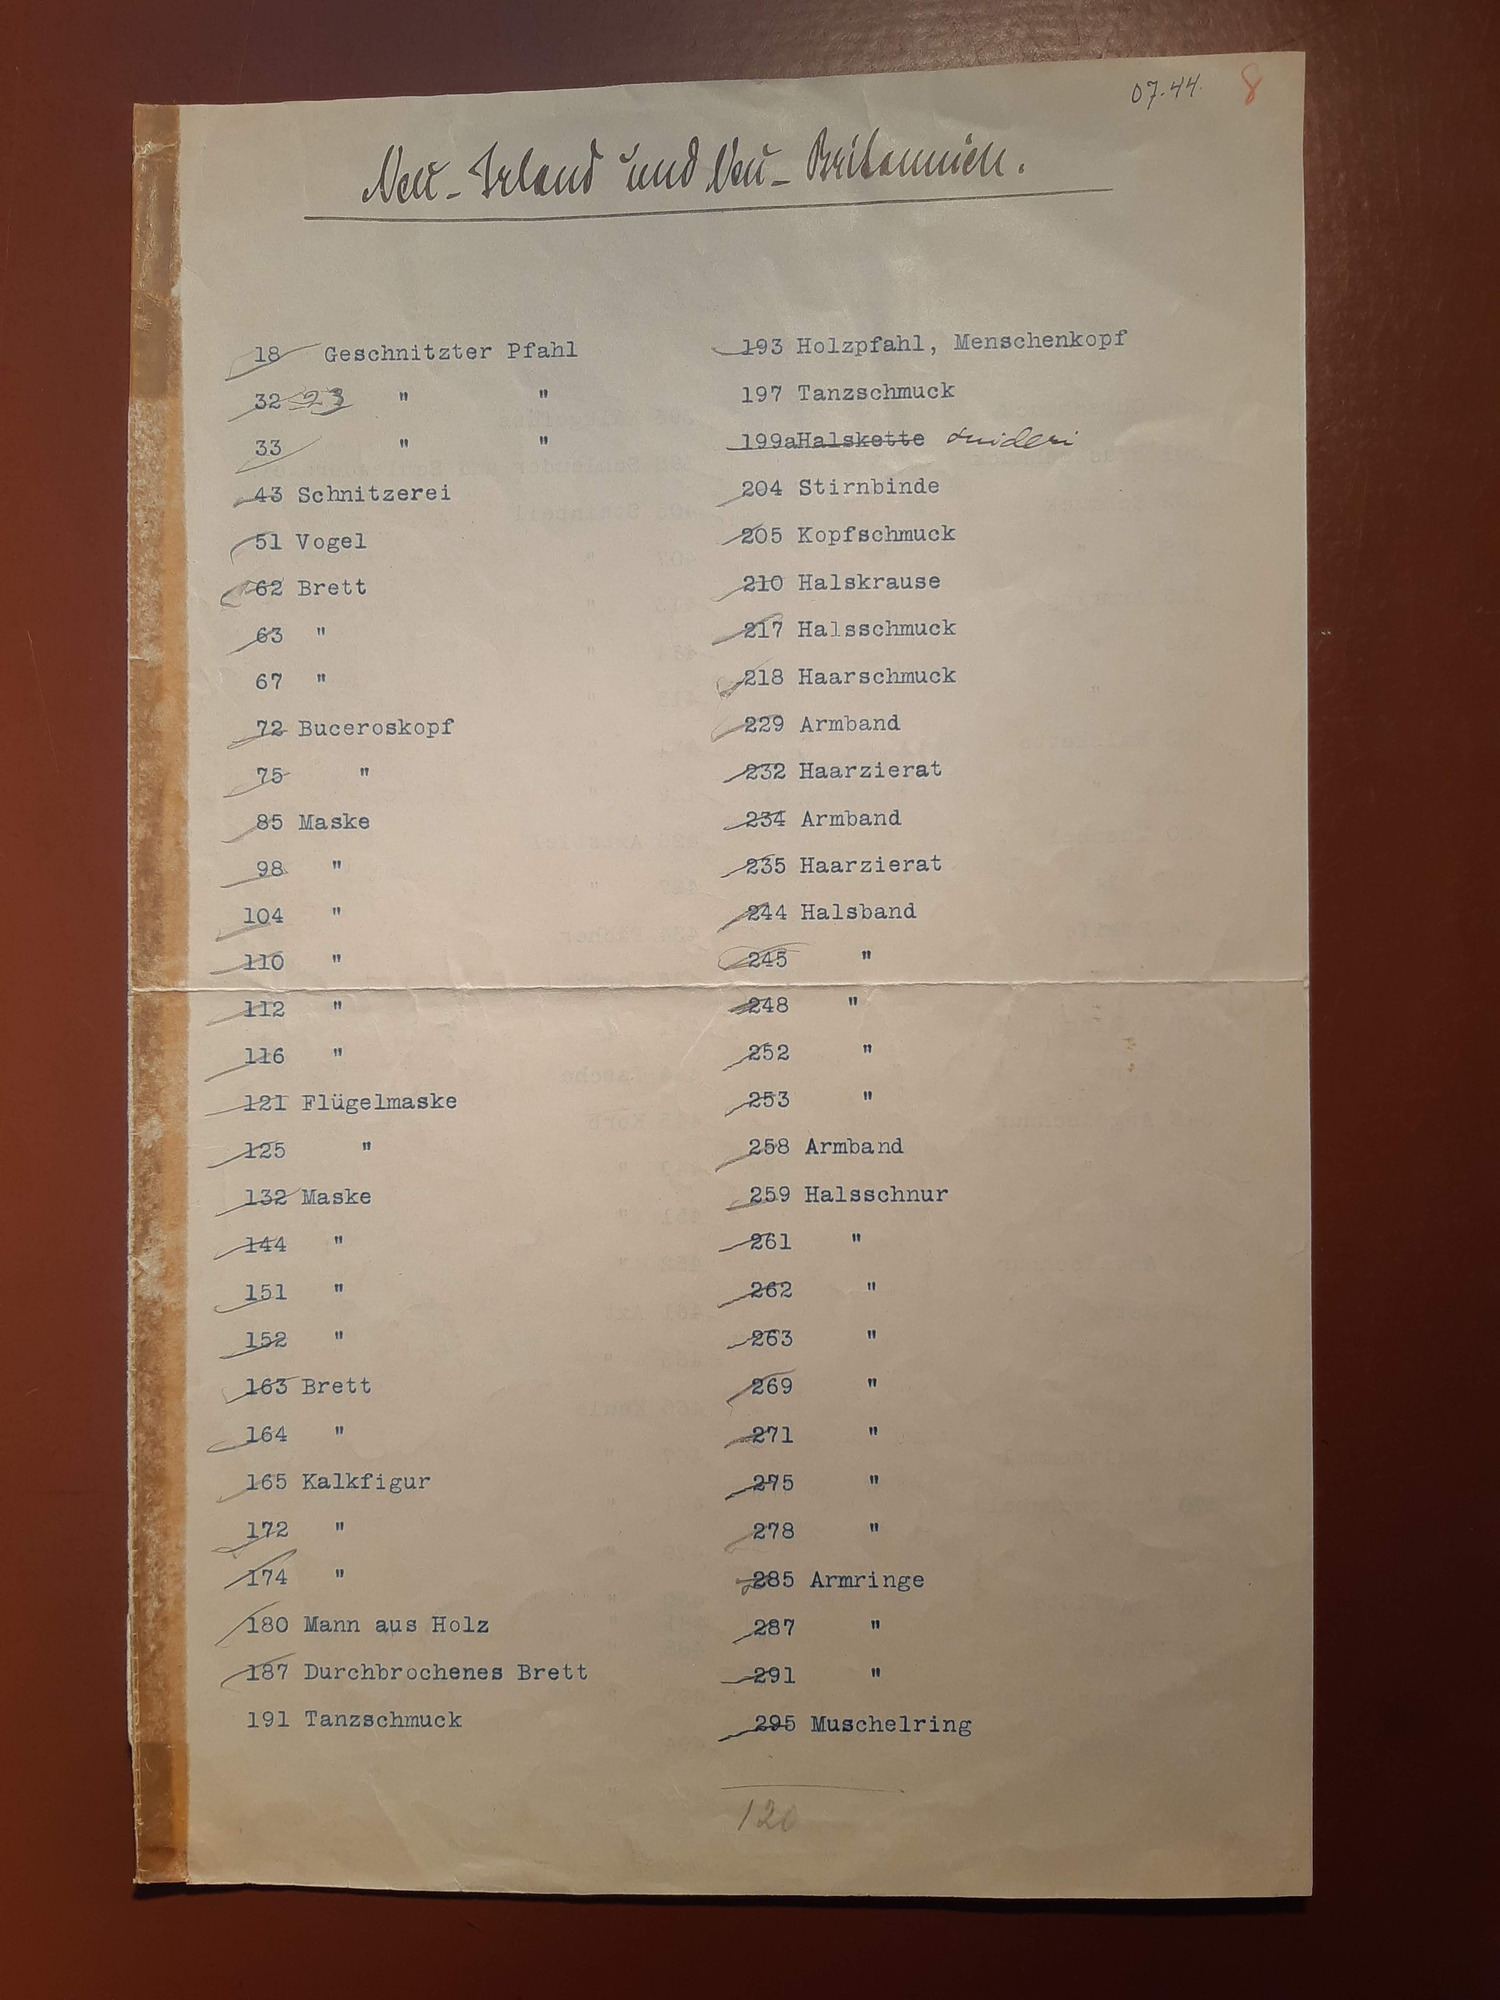 07.44. 8
Neu-Irland und Neu-Britannien.
18 Geschnitzter Pfahl
32 23 " "
33 " "
43 Schnitzerei
51 Vogel
62 Brett
63 "
67 "
72 Buceroskopf
75 "
85 Maske
98 "
104 "
110 "
112 "
116 "
121 Flügelmaske
125 "
132 Maske
144 "
151 "
152 "
163 Brett
164 "
165 Kalkfigur
172 "
174 "
180 Mann aus Holz
187 Durchbrochenes Brett
191 Tanzschmuck
193 Holzpfahl, Menschenkopf
197 Tanzschmuck
199aHalskette
204 Stirnbinde
205 Kopfschmuck
210 Halskrause
217 Halsschmuck
218 Haarschmuck
229 Armband
232 Haarzierat
234 Armband
235 Haarzierat
244 Halsband
245 "
248 "
252 "
253 "
258 Armband
259 Halsschnur
261 "
262 "
263 "
269 "
271 "
275 "
278 "
285 Armringe
287 "
291 "
295 Muschelring
120